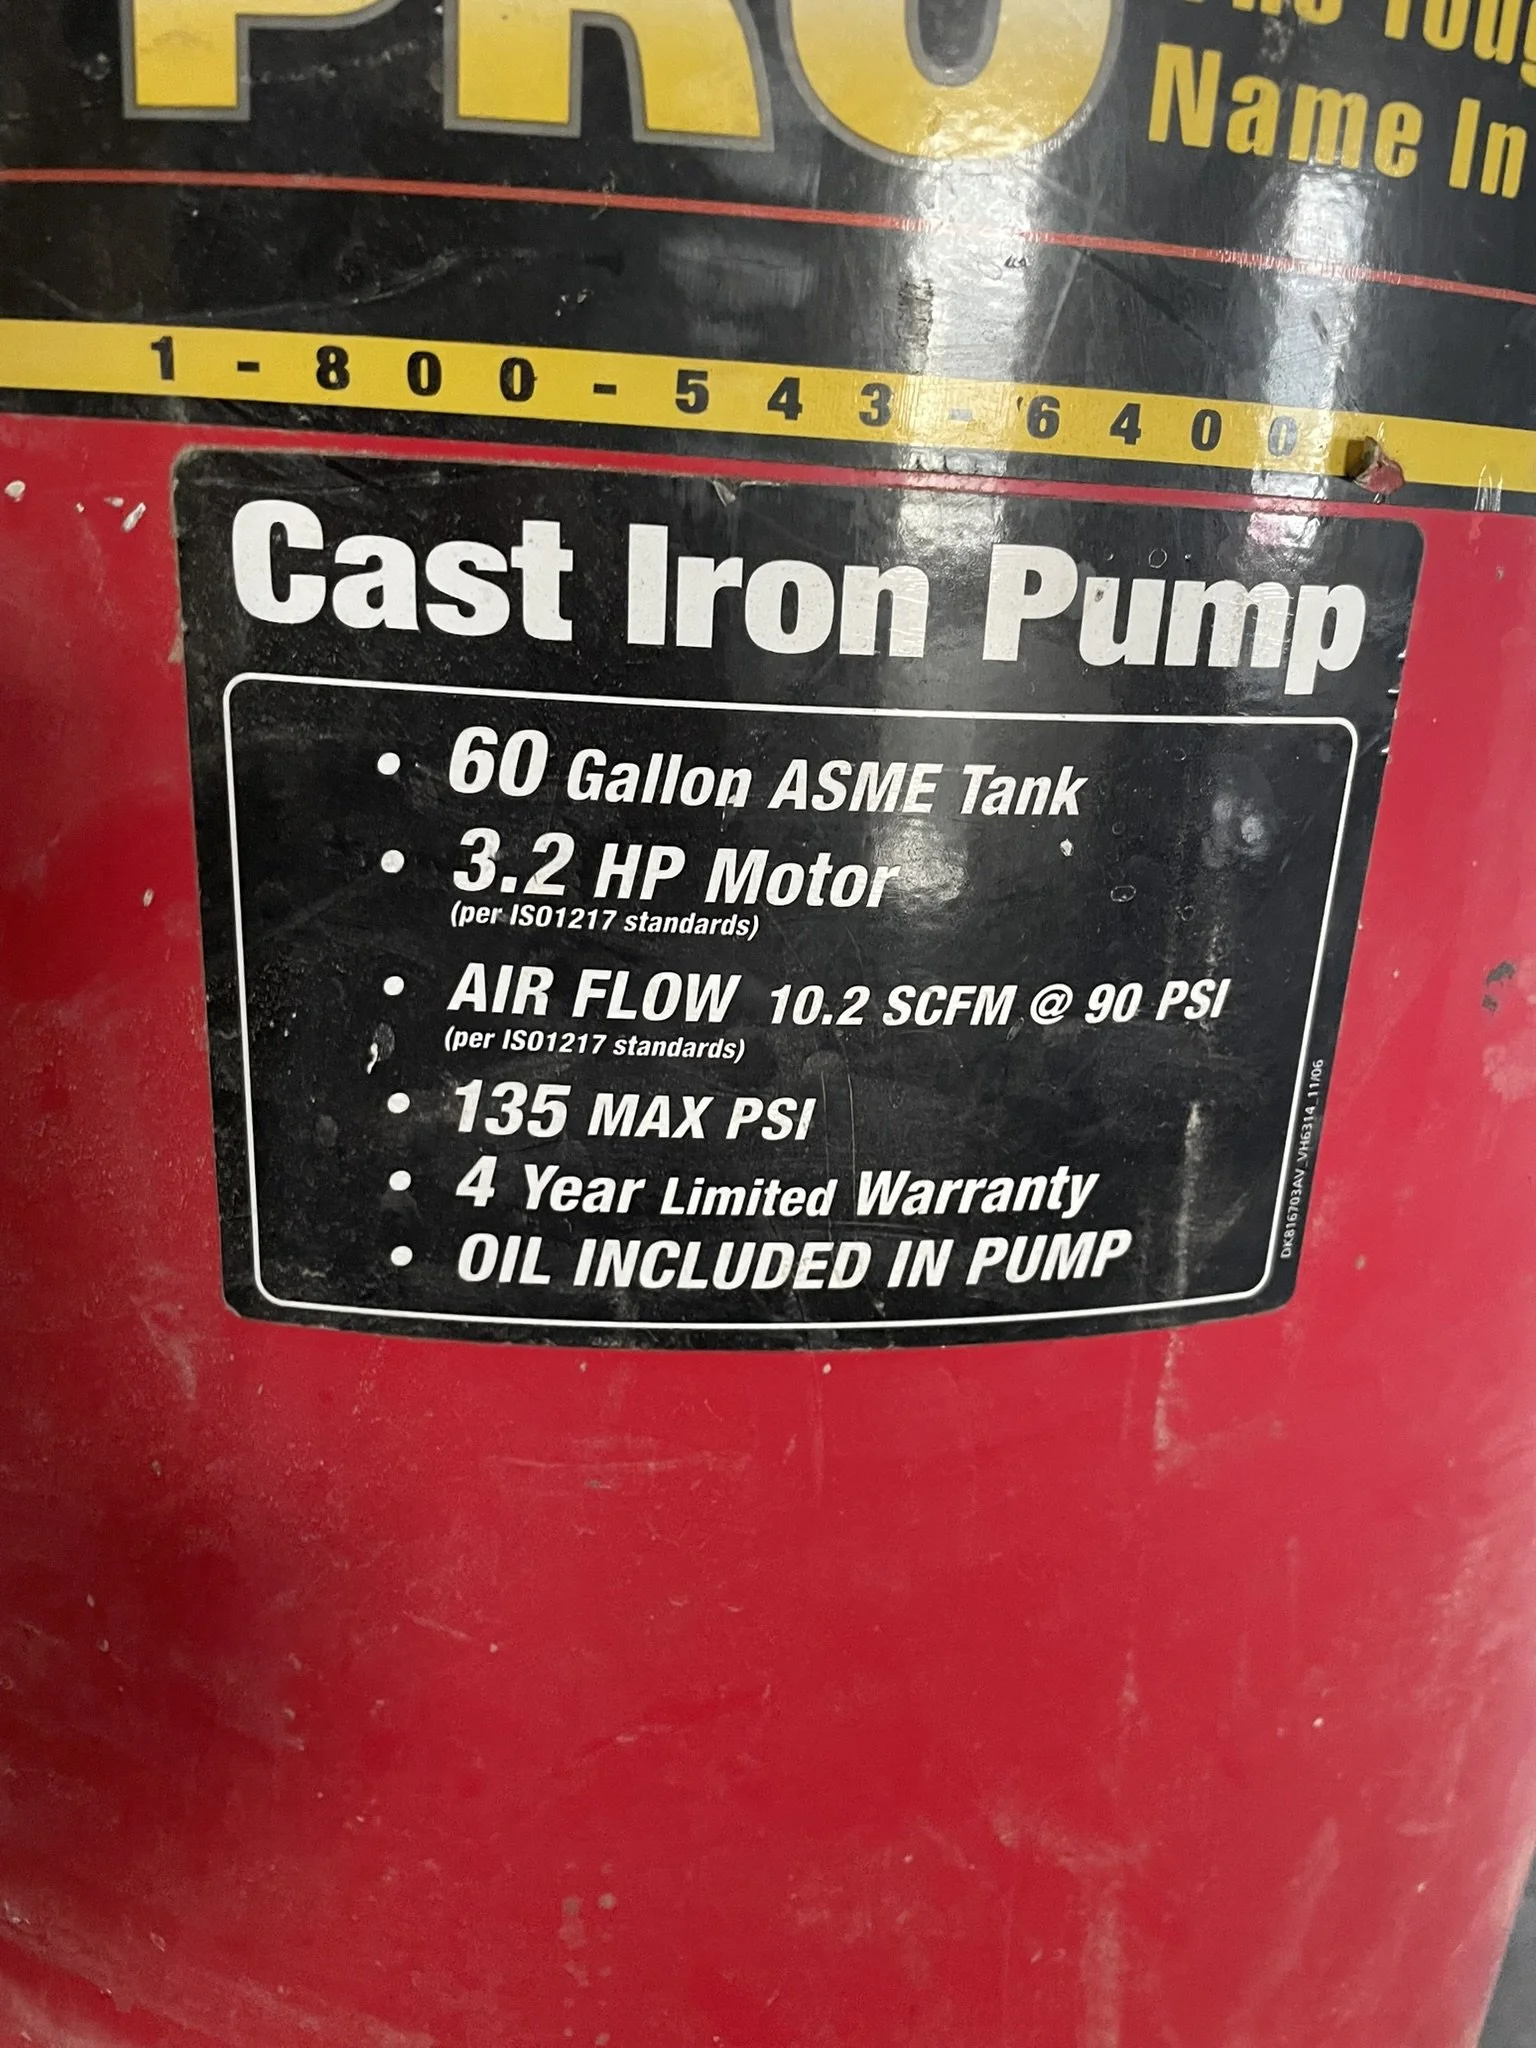 PRO
Name In
1-800-543-6400
Cast Iron Pump
• 60 Gallon ASME Tank
• 3.2 HP Motor
(per ISO1217 standards)
• AIR FLOW 10.2 SCFM @ 90 PSI
(per ISO1217 standards)
• 135 MAX PSI
• 4 Year Limited Warranty
• OIL INCLUDED IN PUMP
DK816703AV_VH6314_11/06